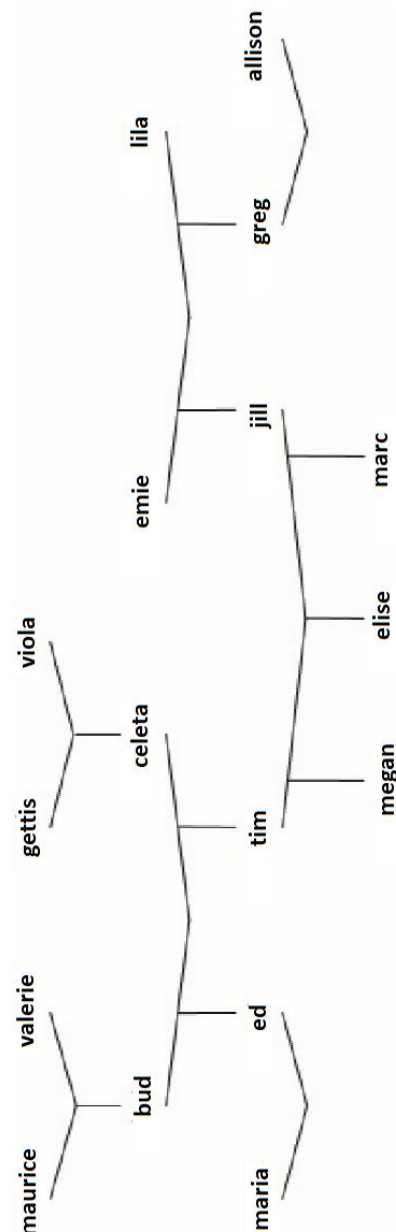 maurice
valerie
gettis
viola
bud
celeta
emie
lila
maria
ed
tim
jill
greg
allison
megan
elise
marc